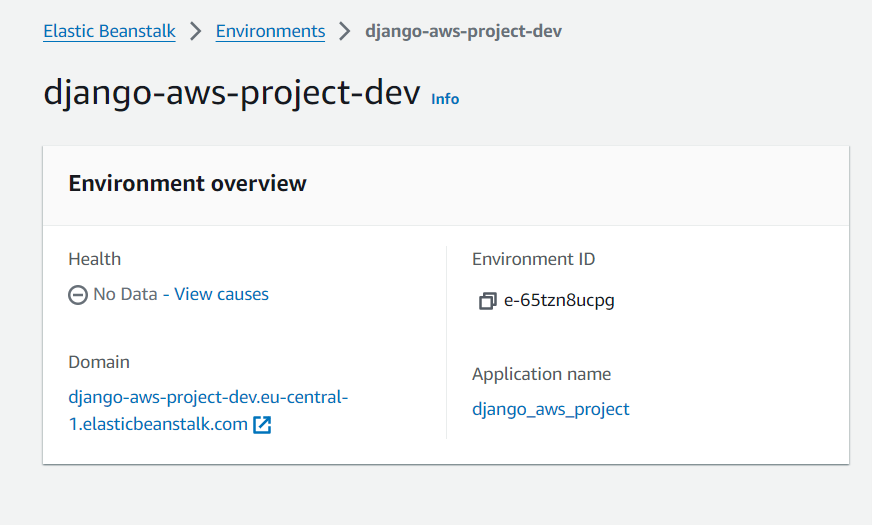 Elastic Beanstalk > Environments > django-aws-project-dev
django-aws-project-dev Info
Environment overview
Health
No Data - View causes
Domain
django-aws-project-dev.eu-central-
1.elasticbeanstalk.com
Environment ID
e-65tzn8ucpg
Application name
django_aws_project